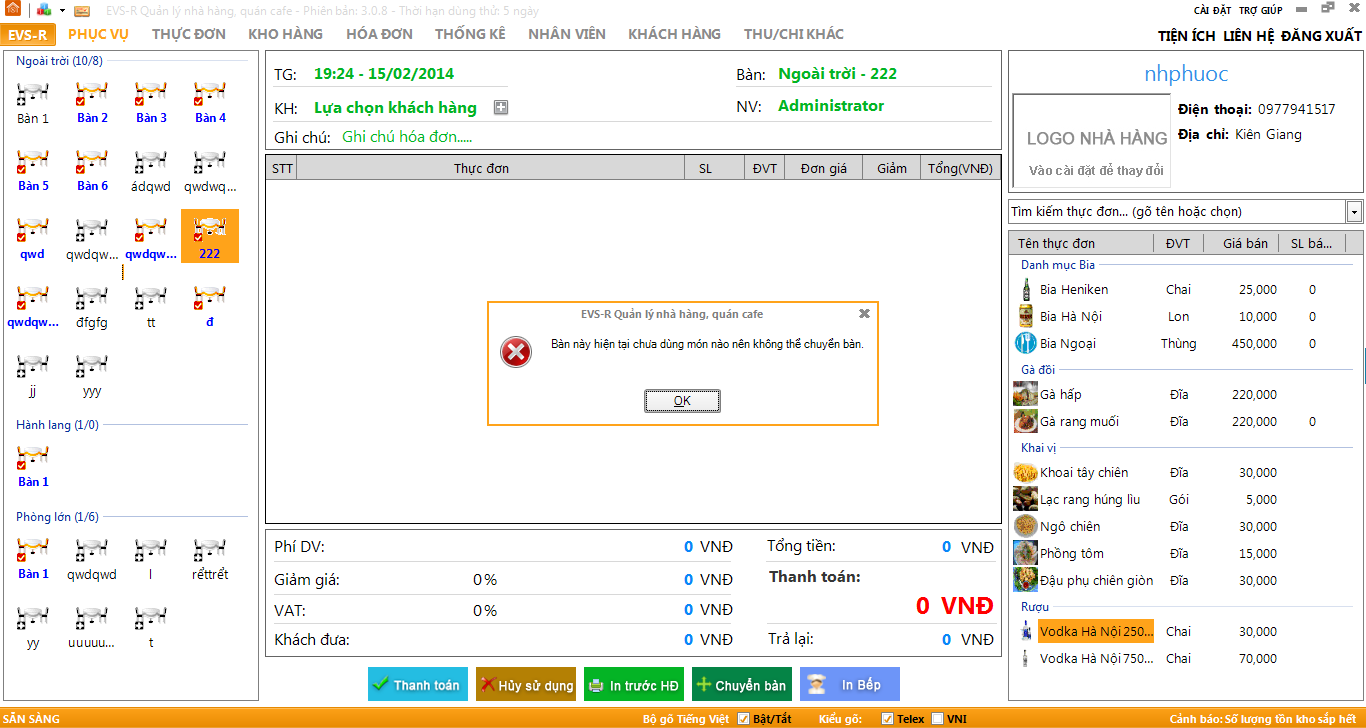 EVS-R Quản lý nhà hàng, quán cafe - Phiên bản: 3.0.8 - Thời hạn dùng thử: 5 ngày
CÀI ĐẶT TRỢ GIÚP
EVS-R PHỤC VỤ THỰC ĐƠN KHO HÀNG HÓA ĐƠN THỐNG KÊ NHÂN VIÊN KHÁCH HÀNG THU/CHI KHÁC
TIỆN ÍCH LIÊN HỆ ĐĂNG XUẤT
Ngoài trời (10/8)
Bàn 1 Bàn 2 Bàn 3 Bàn 4
Bàn 5 Bàn 6 ádqwd qwdwq...
qwd qwdqw... qwdqw... 222
qwdqw... đfgfg tt đ
jj yyy
Hành lang (1/0)
Bàn 1
Phòng lớn (1/6)
Bàn 1 qwdqwd l rểttrểt
yy uuuuu... t
TG: 19:24 - 15/02/2014 Bàn: Ngoài trời - 222
KH: Lựa chọn khách hàng NV: Administrator
Ghi chú: Ghi chú hóa đơn.....
STT Thực đơn SL ĐVT Đơn giá Giảm Tổng(VNĐ)
EVS-R Quản lý nhà hàng, quán cafe
Bàn này hiện tại chưa dùng món nào nên không thể chuyển bàn.
OK
Phí DV: 0 VNĐ Tổng tiền: 0 VNĐ
Giảm giá: 0% 0 VNĐ Thanh toán:
VAT: 0% 0 VNĐ 0 VNĐ
Khách đưa: 0 VNĐ Trả lại: 0 VNĐ
Thanh toán Hủy sử dụng In trước HĐ Chuyển bàn In Bếp
nhphuoc
LOGO NHÀ HÀNG
Vào cài đặt để thay đổi
Điện thoại: 0977941517
Địa chỉ: Kiên Giang
Tìm kiếm thực đơn... (gõ tên hoặc chọn)
Tên thực đơn ĐVT Giá bán SL bá...
Danh mục Bia
Bia Heniken Chai 25,000 0
Bia Hà Nội Lon 10,000 0
Bia Ngoại Thùng 450,000 0
Gà đồi
Gà hấp Đĩa 220,000
Gà rang muối Đĩa 220,000 0
Khai vị
Khoai tây chiên Đĩa 30,000
Lạc rang húng lìu Gói 5,000
Ngô chiên Đĩa 30,000
Phồng tôm Đĩa 15,000
Đậu phụ chiên giòn Đĩa 30,000
Rượu
Vodka Hà Nội 250... Chai 30,000
Vodka Hà Nội 750... Chai 70,000
SẴN SÀNG Bộ gõ Tiếng Việt Bật/Tắt Kiểu gõ: Telex VNI Cảnh báo: Số lượng tồn kho sắp hết